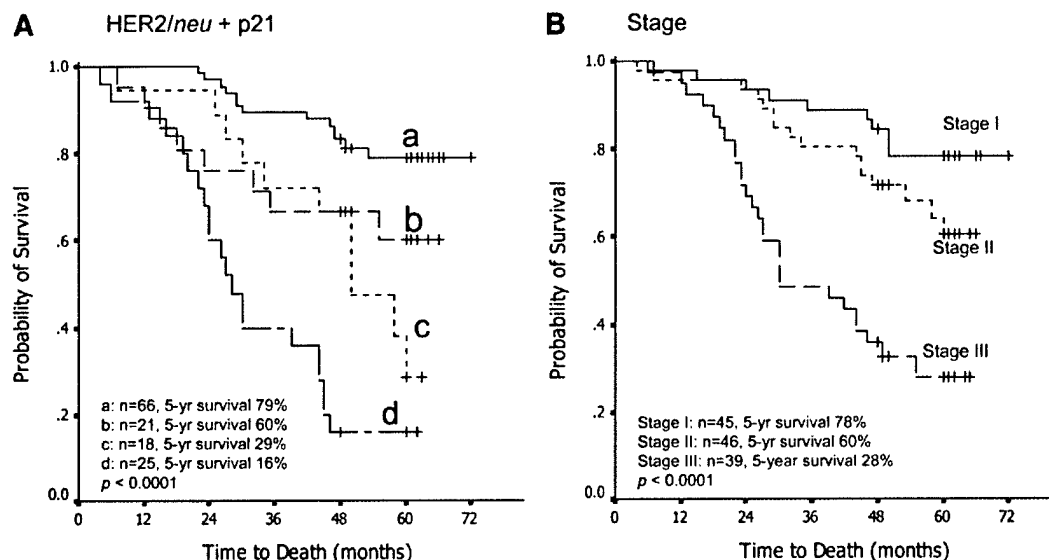 A HER2/neu + p21
Probability of Survival
1.0
.8
.6
.4
.2
0.0
a
b
c
d
a: n=66, 5-yr survival 79%
b: n=21, 5-yr survival 60%
c: n=18, 5-yr survival 29%
d: n=25, 5-yr survival 16%
p < 0.0001
0 12 24 36 48 60 72
Time to Death (months)
B Stage
Probability of Survival
1.0
.8
.6
.4
.2
0.0
Stage I
Stage II
Stage III
Stage I: n=45, 5-yr survival 78%
Stage II: n=46, 5-yr survival 60%
Stage III: n=39, 5-year survival 28%
p < 0.0001
0 12 24 36 48 60 72
Time to Death (months)